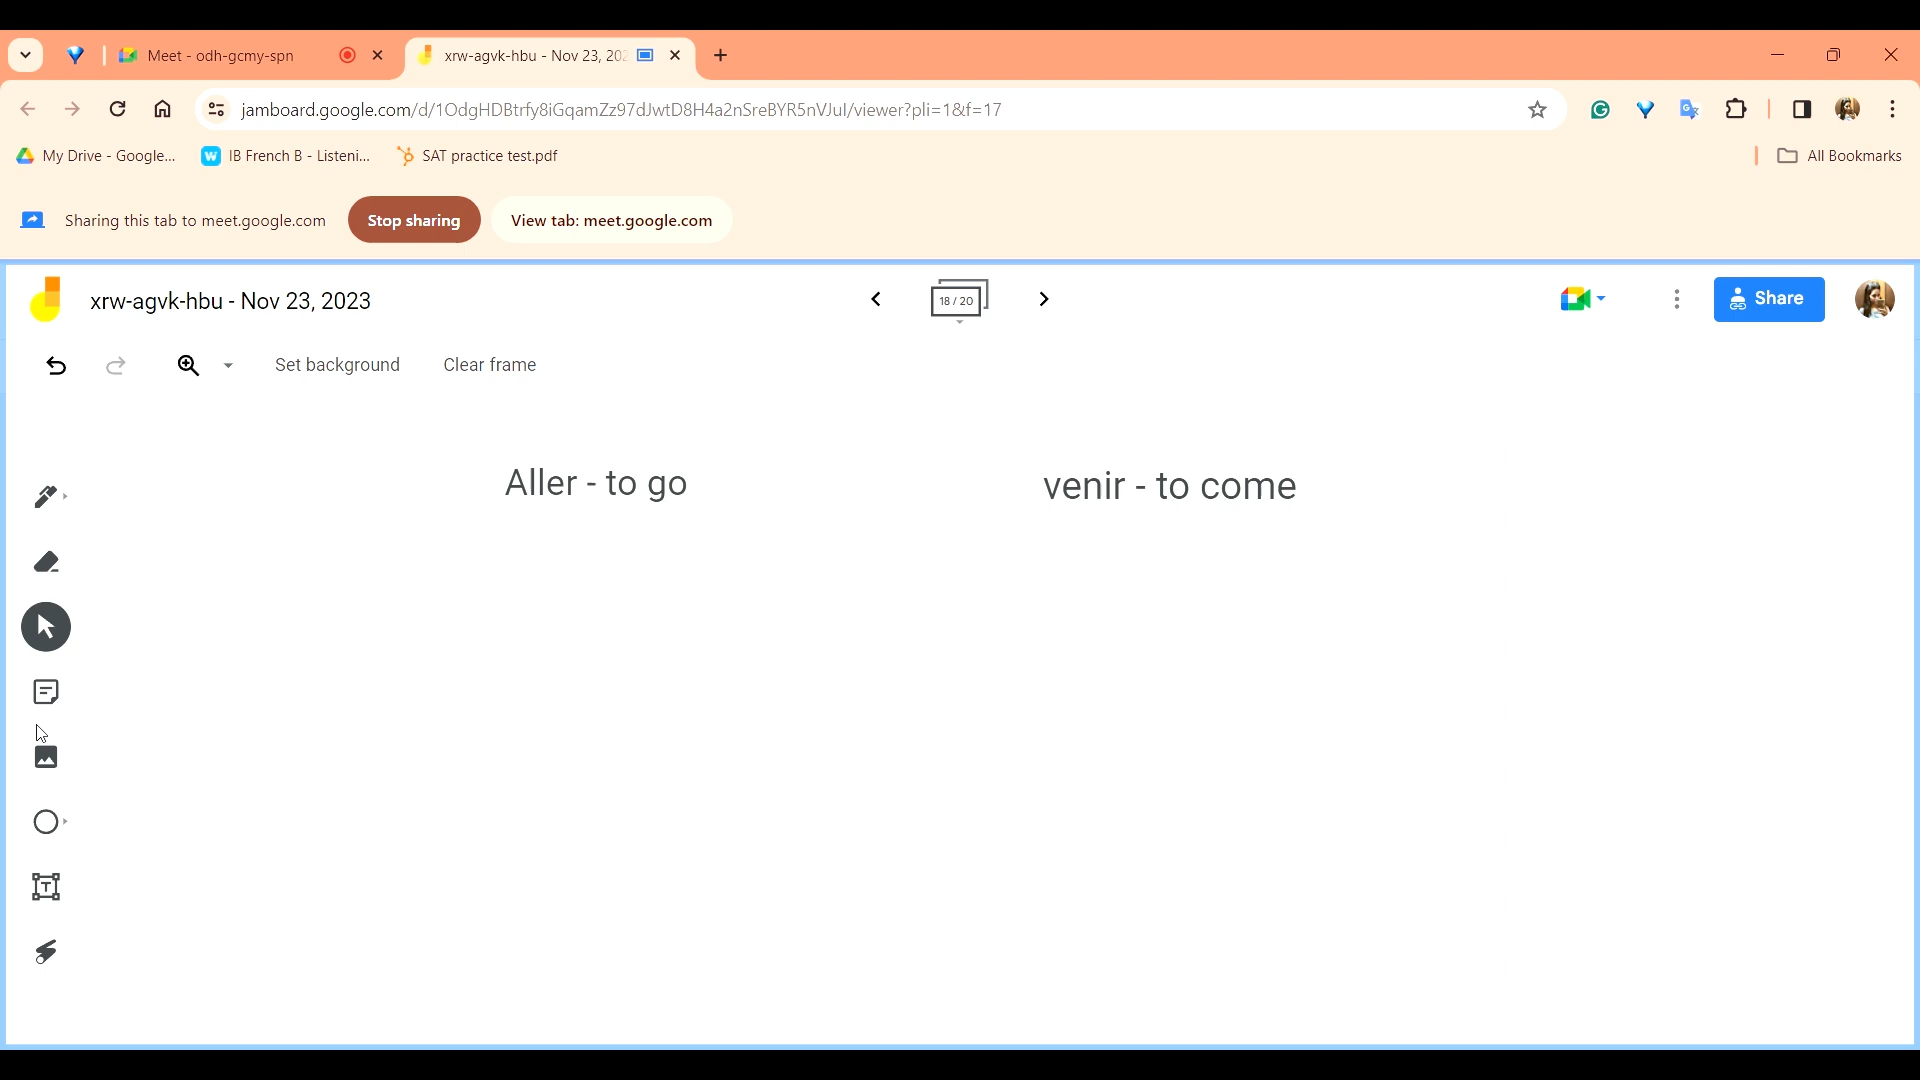 Meet - odh-gcmy-spn
xrw-agvk-hbu - Nov 23, 202
jamboard.google.com/d/1OdgHDBtrfy8iGqamZz97dJwtD8H4a2nSreBYR5nVJuI/viewer?pli=1&f=17
My Drive - Google...
W IB French B - Listeni...
SAT practice test.pdf
All Bookmarks
Sharing this tab to meet.google.com
Stop sharing
View tab: meet.google.com
xrw-agvk-hbu - Nov 23, 2023
18 / 20
Share
Set background
Clear frame
Aller - to go
venir - to come